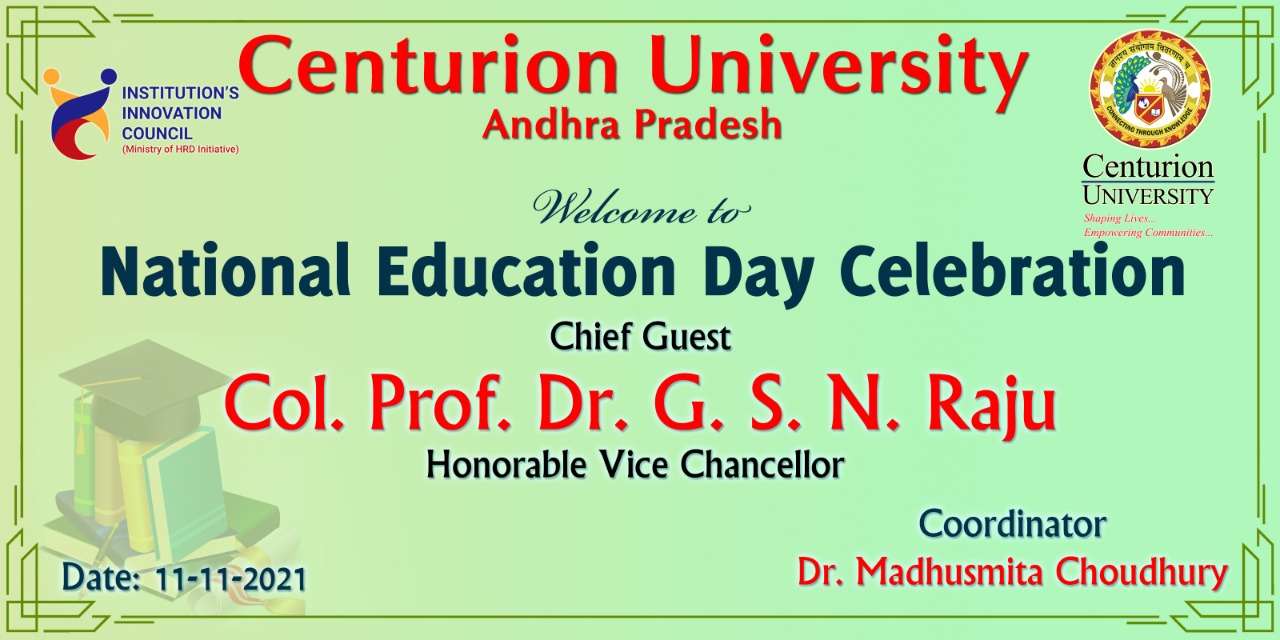 Centurion University
Andhra Pradesh
INSTITUTION'S
INNOVATION
COUNCIL
(Ministry of HRD Initiative)
CONNECTING THROUGH KNOWLEDGE
Centurion
UNIVERSITY
Shaping Lives...
Empowering Communities...
Welcome to
National Education Day Celebration
Chief Guest
Col. Prof. Dr. G. S. N. Raju
Honorable Vice Chancellor
Coordinator
Dr. Madhusmita Choudhury
Date: 11-11-2021